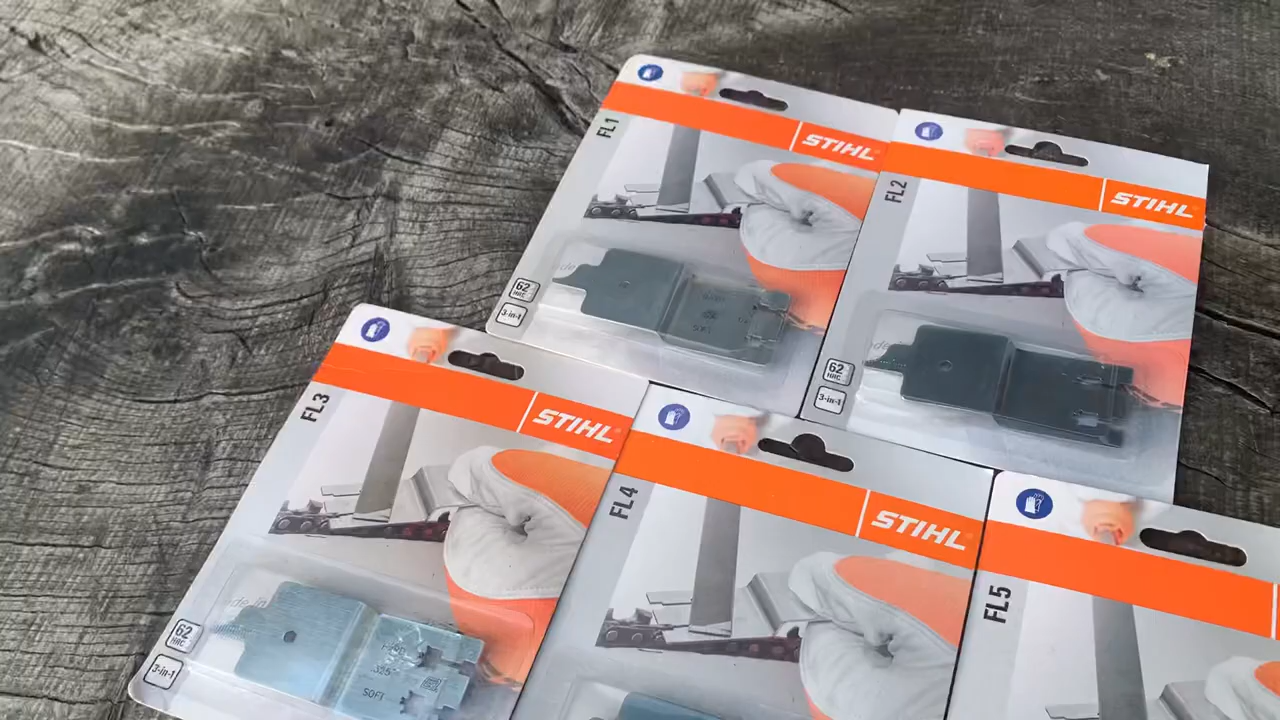 FL1
STIHL
62
HRC
3-in-1
FL2
STIHL
62
HRC
3-in-1
FL3
STIHL
62
HRC
3-in-1
.325
SOFT
FL4
STIHL
FL5